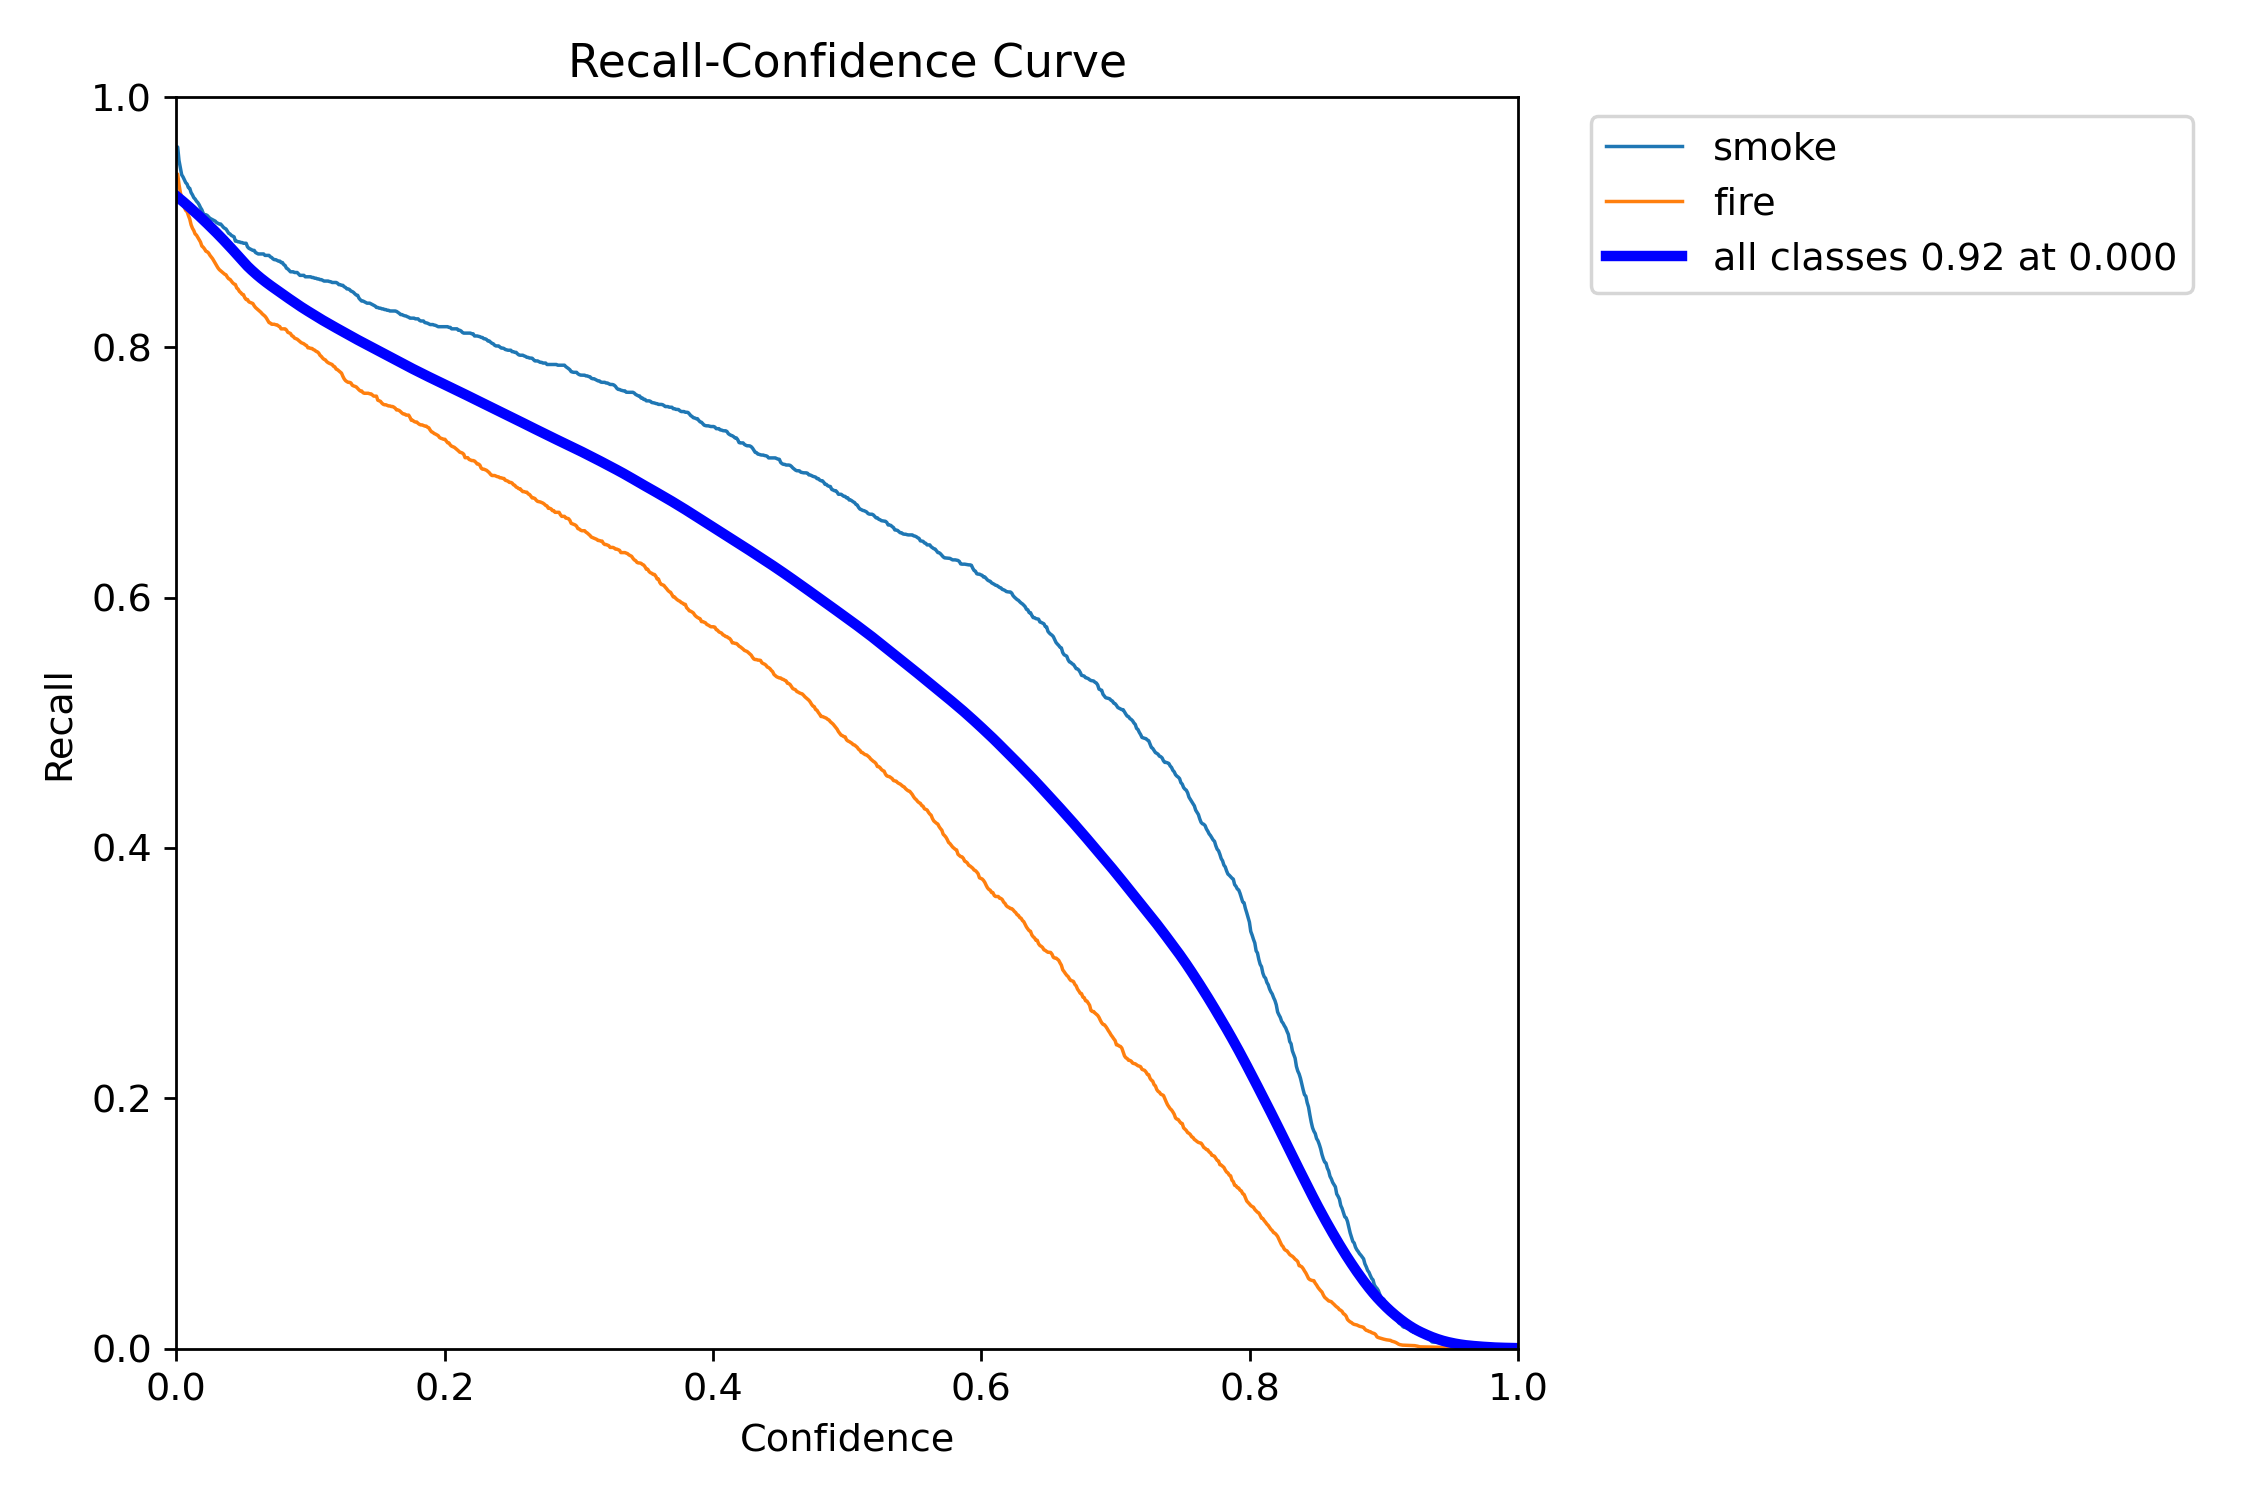 Recall-Confidence Curve
1.0
0.8
0.6
0.4
0.2
0.0
Recall
0.0 0.2 0.4 0.6 0.8 1.0
Confidence
smoke
fire
all classes 0.92 at 0.000